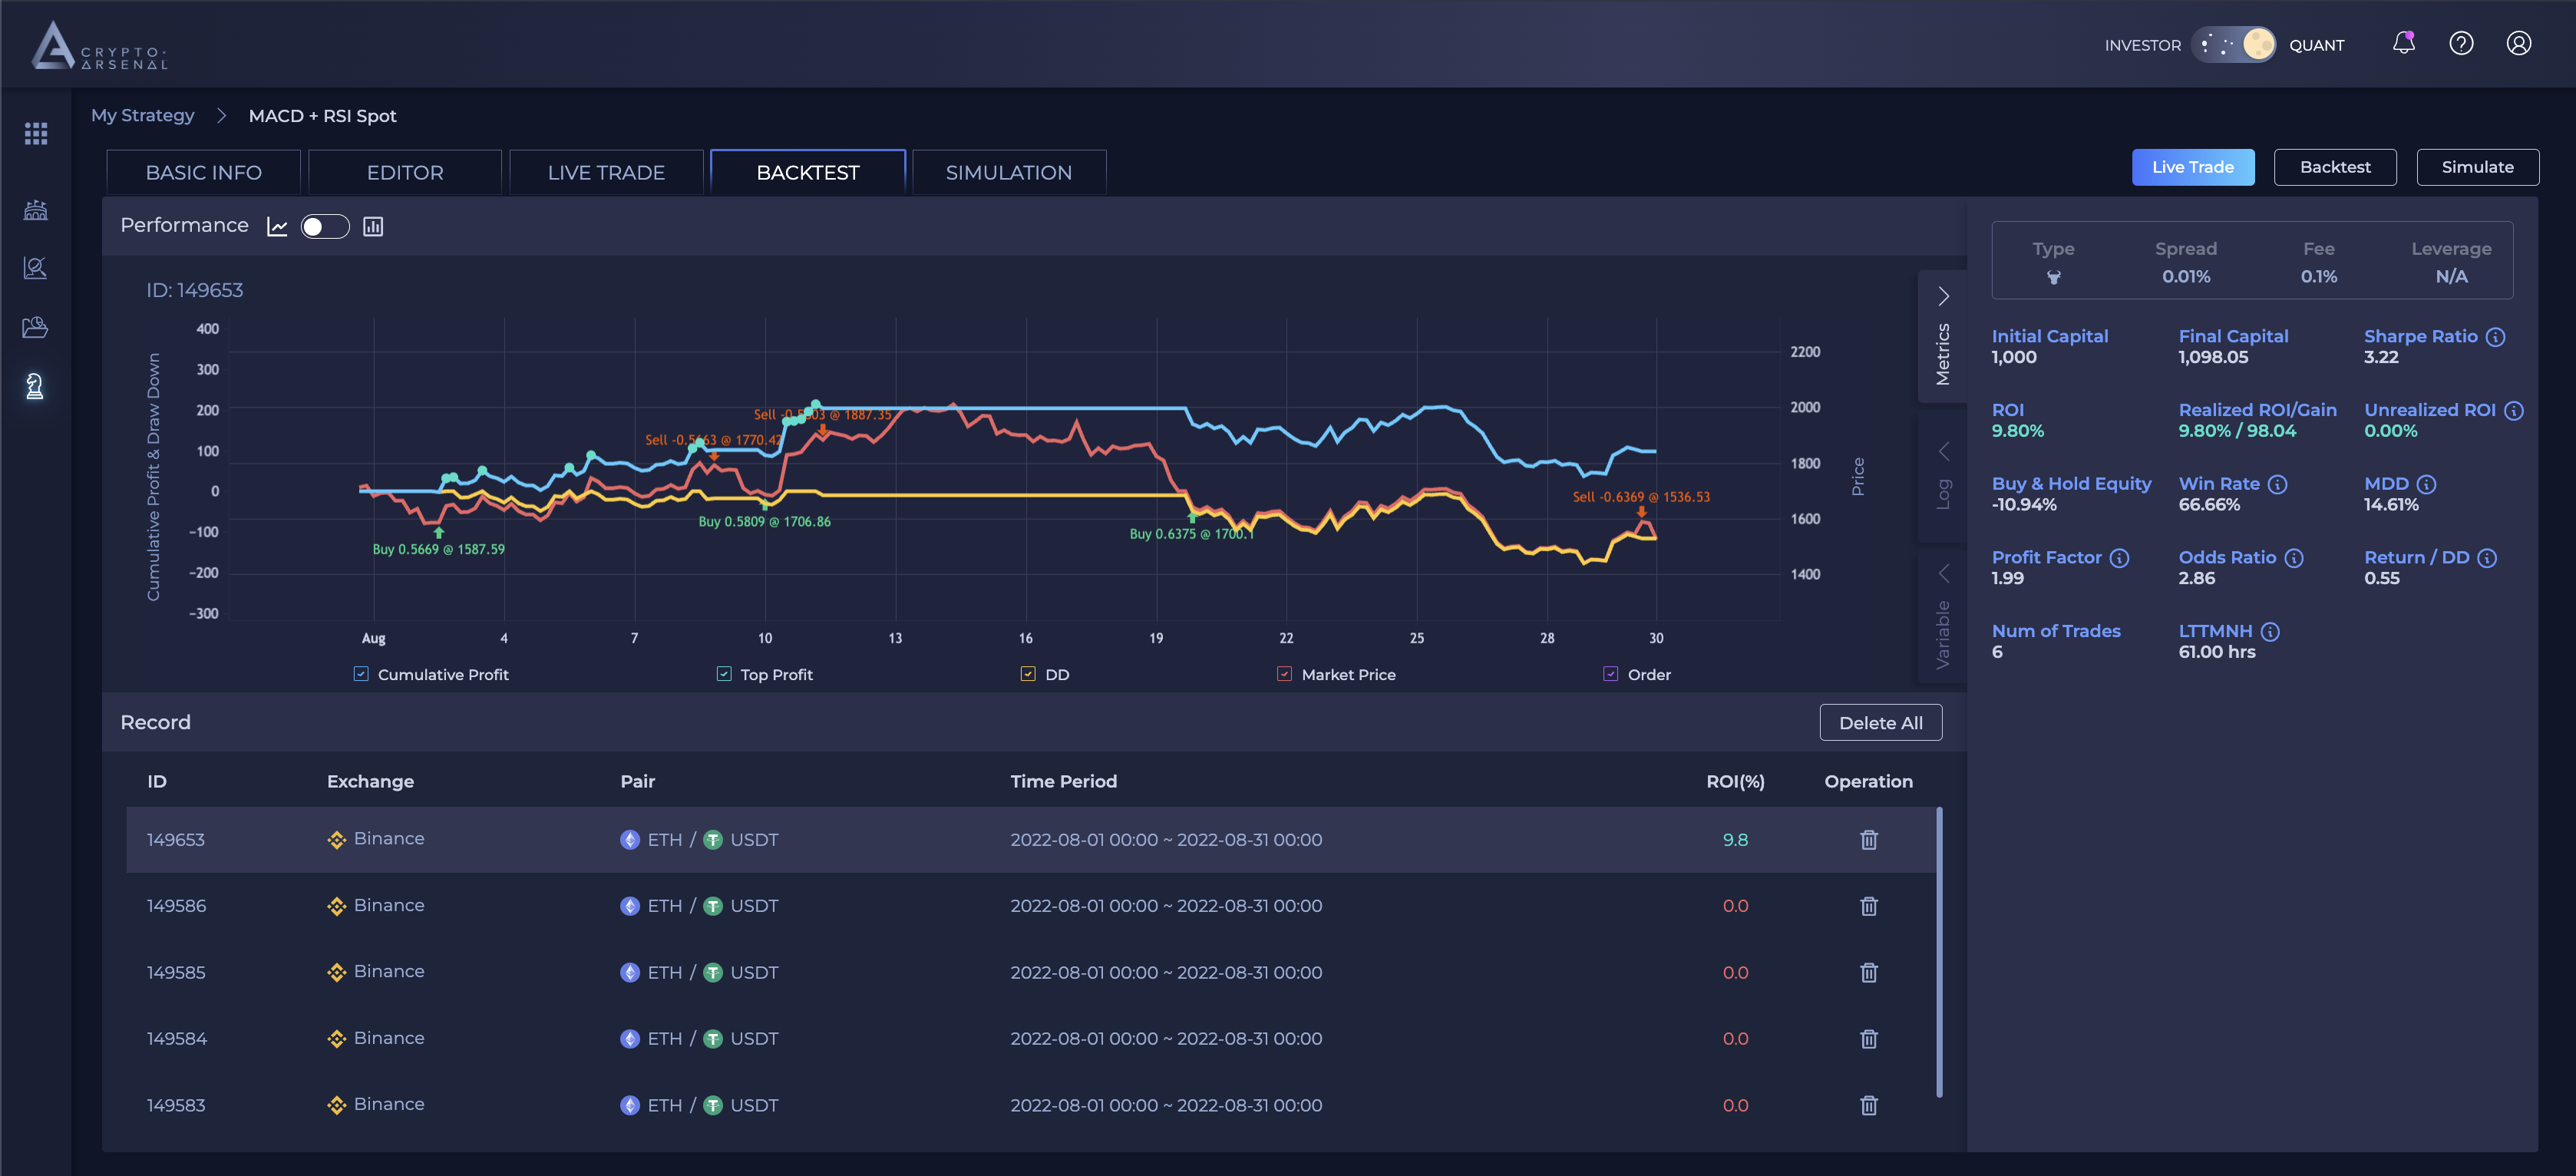 CRYPTO-
ARSENAL
INVESTOR
QUANT
My Strategy > MACD + RSI Spot
BASIC INFO
EDITOR
LIVE TRADE
BACKTEST
SIMULATION
Live Trade
Backtest
Simulate
Performance
ID: 149653
Cumulative Profit & Draw Down
400
300
200
100
0
-100
-200
-300
Buy 0.5669 @ 1587.59
Sell -0.5663 @ 1770.42
Buy 0.5809 @ 1706.86
Sell -0.5803 @ 1887.35
Buy 0.6375 @ 1700.1
Sell -0.6369 @ 1536.53
2200
2000
1800
1600
1400
Price
Aug 4 7 10 13 16 19 22 25 28 30
Cumulative Profit
Top Profit
DD
Market Price
Order
Metrics
Log
Variable
Type Spread Fee Leverage
0.01% 0.1% N/A
Initial Capital Final Capital Sharpe Ratio
1,000 1,098.05 3.22
ROI Realized ROI/Gain Unrealized ROI
9.80% 9.80% / 98.04 0.00%
Buy & Hold Equity Win Rate MDD
-10.94% 66.66% 14.61%
Profit Factor Odds Ratio Return / DD
1.99 2.86 0.55
Num of Trades LTTMNH
6 61.00 hrs
Record
Delete All
ID Exchange Pair Time Period ROI(%) Operation
149653 Binance ETH / USDT 2022-08-01 00:00 ~ 2022-08-31 00:00 9.8
149586 Binance ETH / USDT 2022-08-01 00:00 ~ 2022-08-31 00:00 0.0
149585 Binance ETH / USDT 2022-08-01 00:00 ~ 2022-08-31 00:00 0.0
149584 Binance ETH / USDT 2022-08-01 00:00 ~ 2022-08-31 00:00 0.0
149583 Binance ETH / USDT 2022-08-01 00:00 ~ 2022-08-31 00:00 0.0